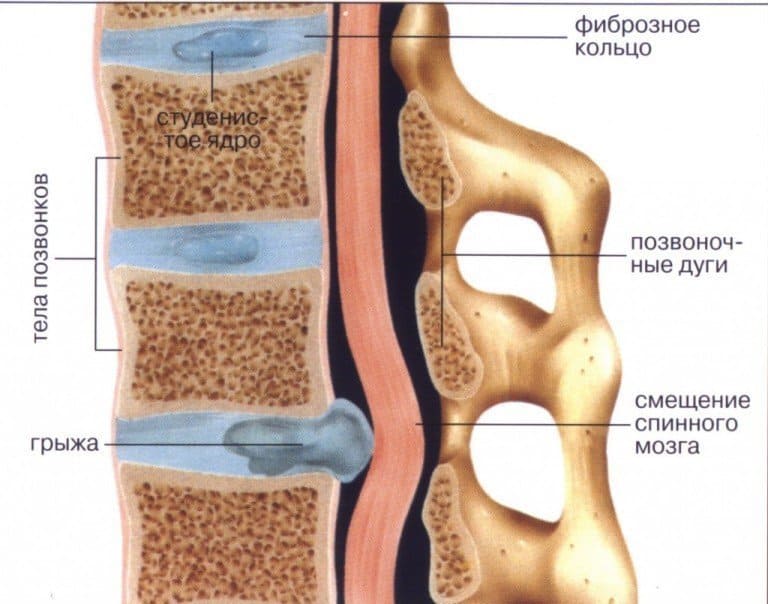 фиброзное
кольцо
студенис-
тое ядро
тела позвонков
позвоноч-
ные дуги
смещение
спинного
мозга
грыжа